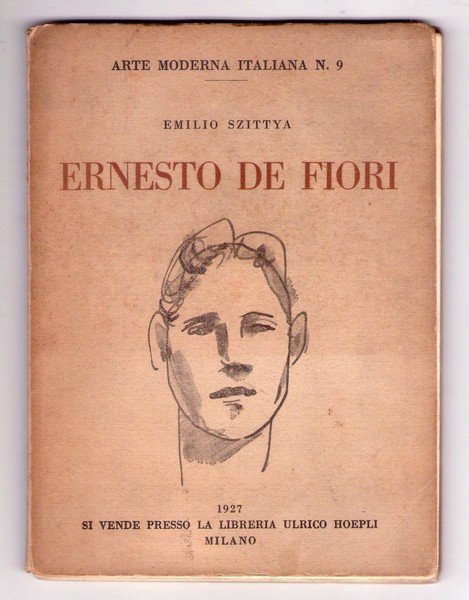 ARTE MODERNA ITALIANA N. 9
EMILIO SZITTYA
ERNESTO DE FIORI
1927
SI VENDE PRESSO LA LIBRERIA ULRICO HOEPLI
MILANO